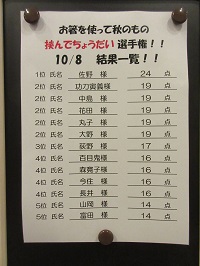 お箸を使って秋のもの
挟んでちょうだい選手権！！
10/8 結果一覧！！
1位 氏名 佐野 様 24 点
2位 氏名 功刀寅義様 19 点
2位 氏名 中島 様 19 点
2位 氏名 花田 様 19 点
2位 氏名 丸子 様 19 点
2位 氏名 大野 様 19 点
3位 氏名 荻野 様 17 点
4位 氏名 百目鬼様 16 点
4位 氏名 森寛子様 16 点
4位 氏名 今住 様 16 点
4位 氏名 長井 様 16 点
5位 氏名 山岡 様 14 点
5位 氏名 富田 様 14 点